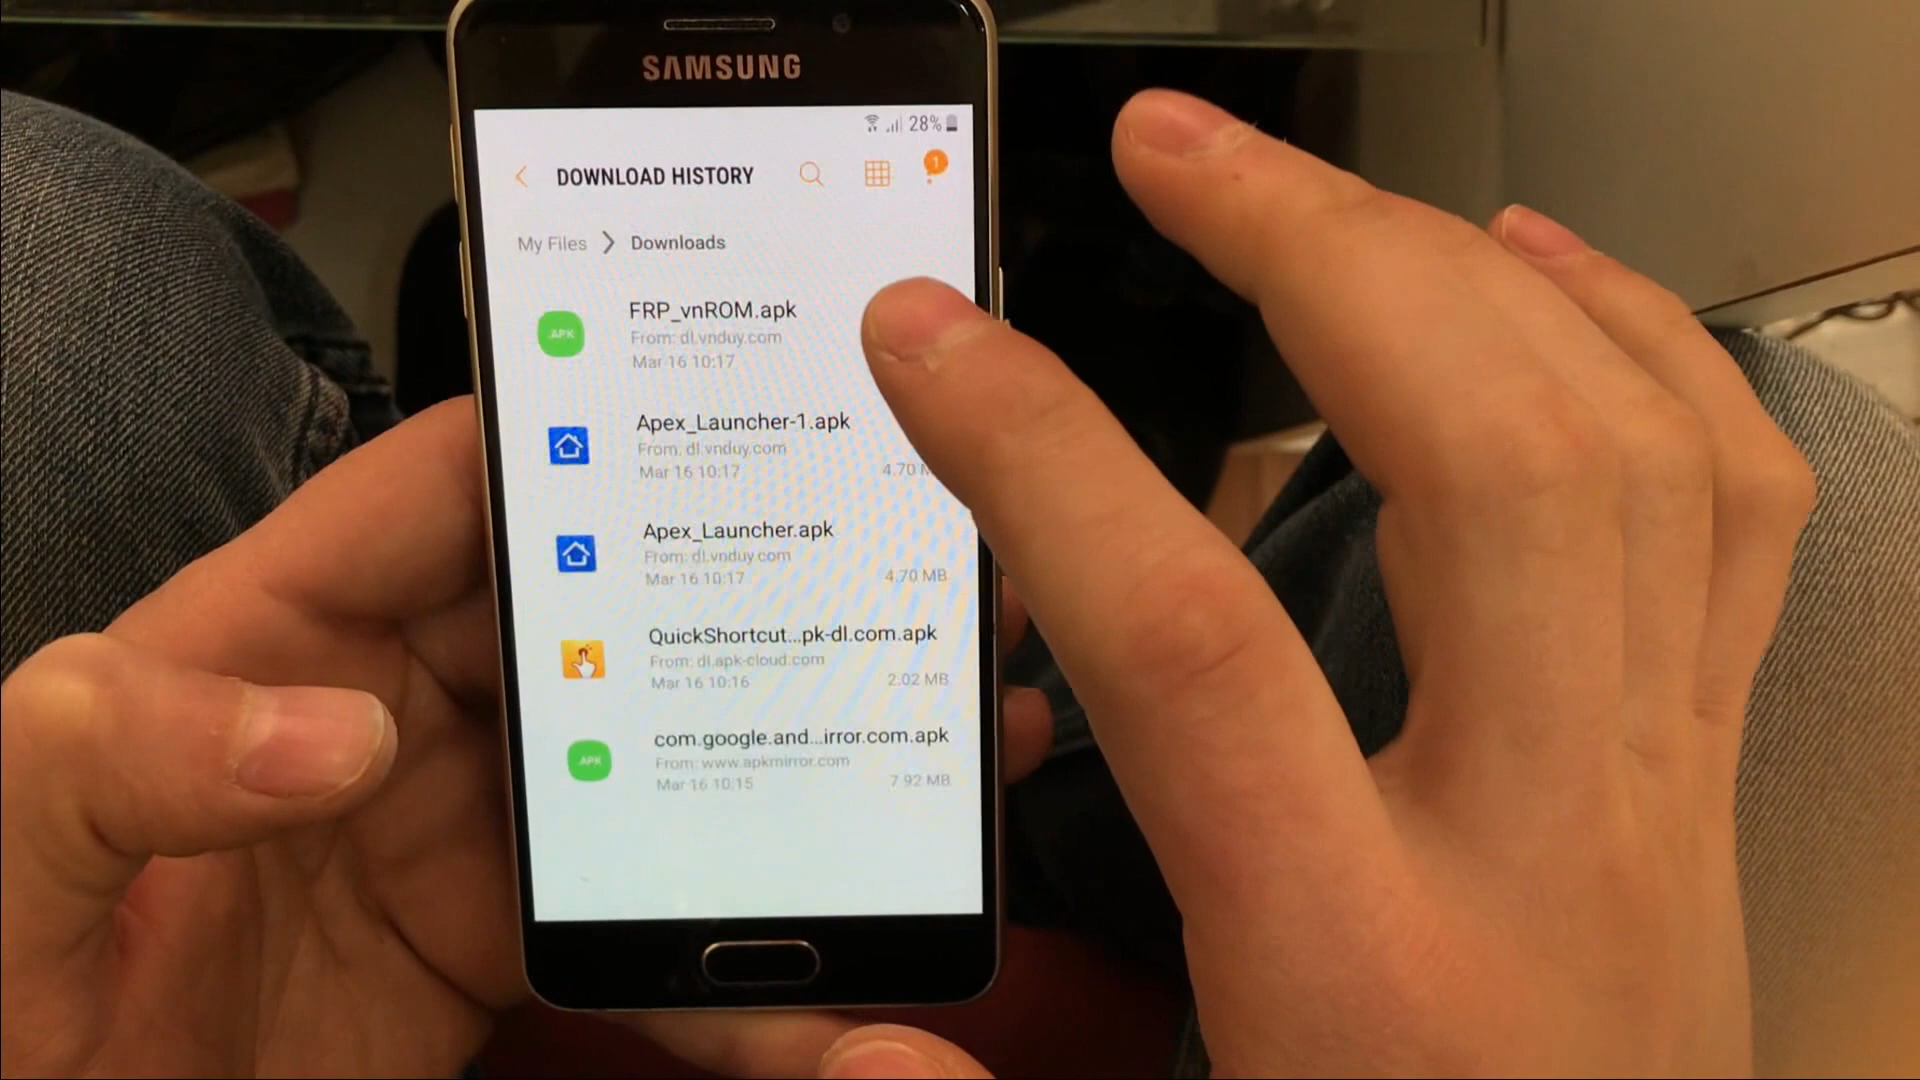 SAMSUNG
28%
DOWNLOAD HISTORY
1
My Files > Downloads
APK
FRP_vnROM.apk
From: dl.vnduy.com
Mar 16 10:17
Apex_Launcher-1.apk
From: dl.vnduy.com
Mar 16 10:17
4.70
Apex_Launcher.apk
From: dl.vnduy.com
Mar 16 10:17
4.70 MB
QuickShortcut...pk-dl.com.apk
From: dl.apk-cloud.com
Mar 16 10:16
2.02 MB
APK
com.google.and...irror.com.apk
From: www.apkmirror.com
Mar 16 10:15
7.92 MB